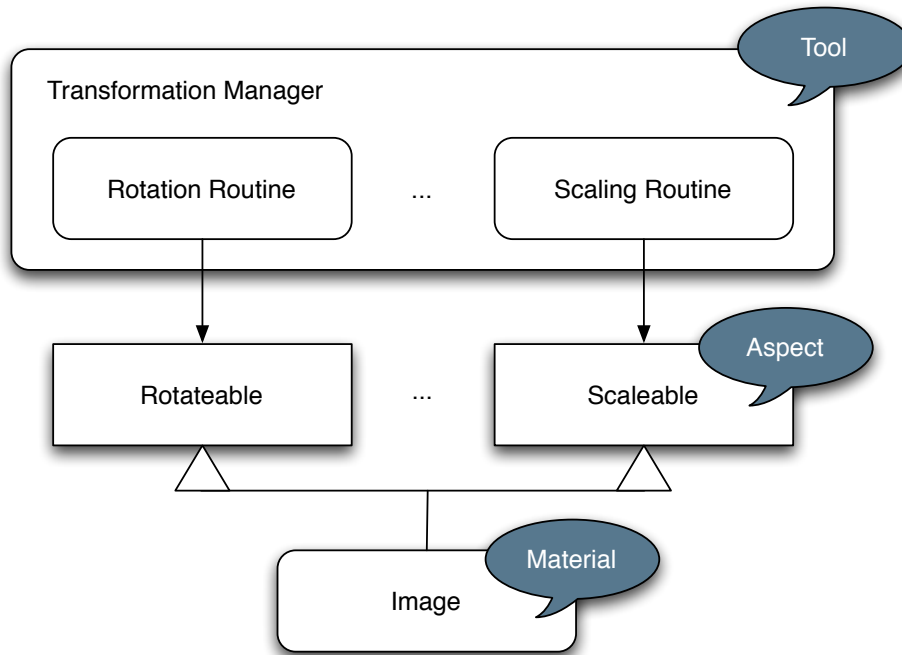 Tool
Transformation Manager
Rotation Routine
...
Scaling Routine
Aspect
Rotateable
...
Scaleable
Material
Image